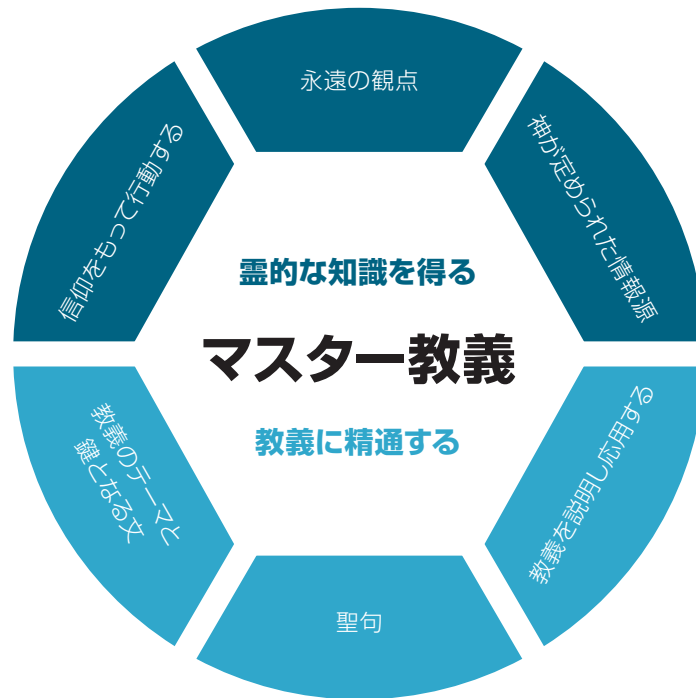 永遠の観点
信仰をもって行動する
神が定められた情報源
霊的な知識を得る
マスター教義
教義に精通する
教義のテーマと
鍵となる文
教義を説明し応用する
聖句